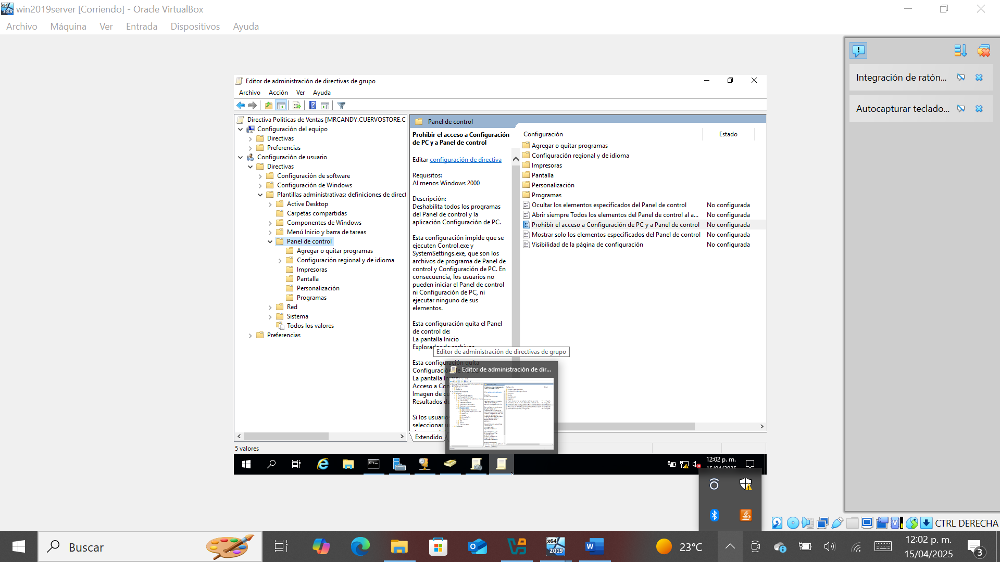 win2019server [Corriendo] - Oracle VirtualBox
Archivo Máquina Ver Entrada Dispositivos Ayuda
Integración de ratón...
Autocapturar teclado...
Editor de administración de directivas de grupo
Archivo Acción Ver Ayuda
Directiva Politicas de Ventas [MRCANDY.CUERVOSTORE.C
Configuración del equipo
Directivas
Preferencias
Configuración de usuario
Directivas
Configuración de software
Configuración de Windows
Plantillas administrativas: definiciones de direct
Active Desktop
Carpetas compartidas
Componentes de Windows
Menú Inicio y barra de tareas
Panel de control
Agregar o quitar programas
Configuración regional y de idioma
Impresoras
Pantalla
Personalización
Programas
Red
Sistema
Todos los valores
Preferencias
Panel de control
Prohibir el acceso a Configuración
de PC y a Panel de control
Editar configuración de directiva
Requisitos:
Al menos Windows 2000
Descripción:
Deshabilita todos los programas
del Panel de control y la
aplicación Configuración de PC.
Esta configuración impide que se
ejecuten Control.exe y
SystemSettings.exe, que son los
archivos de programa de Panel de
control y Configuración de PC. En
consecuencia, los usuarios no
pueden iniciar el Panel de control
ni Configuración de PC, ni
ejecutar ninguno de sus
elementos.
Esta configuración quita el Panel
de control de:
La pantalla Inicio
Explorador de archivos
Esta configuración quita
Configuración
La pantalla
Acceso a
Imagen de
Resultados
Si los usuarios
seleccionar
Configuración Estado
Agregar o quitar programas
Configuración regional y de idioma
Impresoras
Pantalla
Personalización
Programas
Ocultar los elementos especificados del Panel de control No configurada
Abrir siempre Todos los elementos del Panel de control al a... No configurada
Prohibir el acceso a Configuración de PC y a Panel de control No configurada
Mostrar solo los elementos especificados del Panel de control No configurada
Visibilidad de la página de configuración No configurada
Editor de administración de directivas de grupo
Editor de administración de dir...
Extendido
5 valores
12:02 p. m.
15/04/2025
CTRL DERECHA
Buscar
x64
2019
23°C
12:02 p. m.
15/04/2025
3